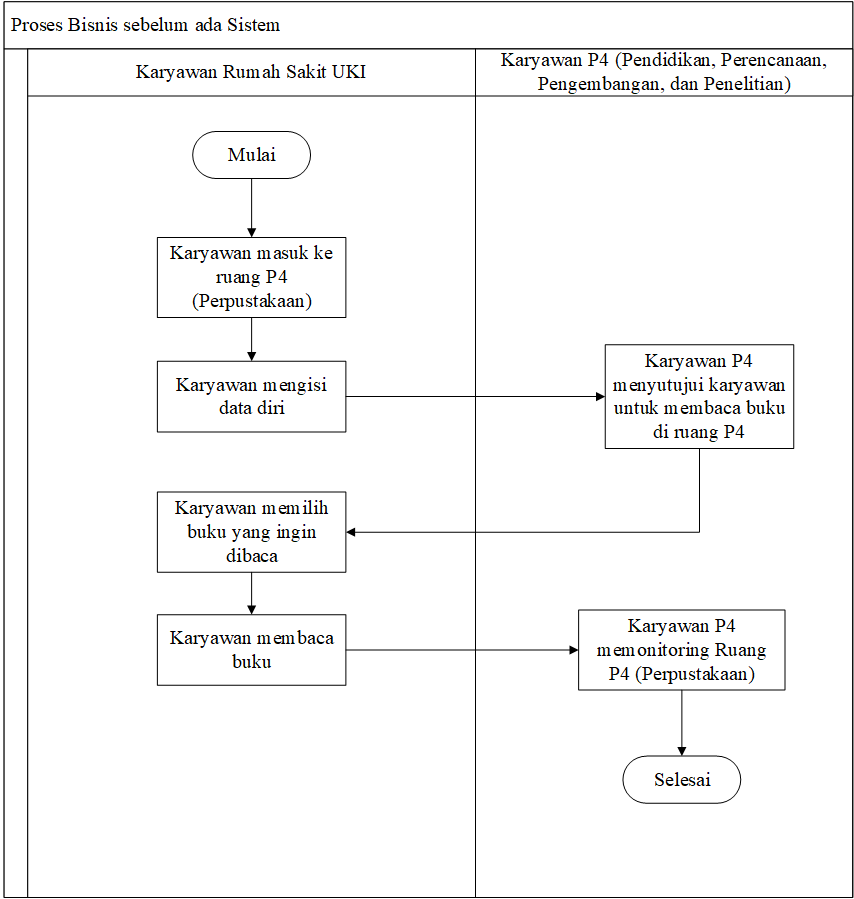 Proses Bisnis sebelum ada Sistem
Karyawan Rumah Sakit UKI
Karyawan P4 (Pendidikan, Perencanaan,
Pengembangan, dan Penelitian)
Mulai
Karyawan masuk ke
ruang P4
(Perpustakaan)
Karyawan mengisi
data diri
Karyawan P4
menyutujui karyawan
untuk membaca buku
di ruang P4
Karyawan memilih
buku yang ingin
dibaca
Karyawan membaca
buku
Karyawan P4
memonitoring Ruang
P4 (Perpustakaan)
Selesai